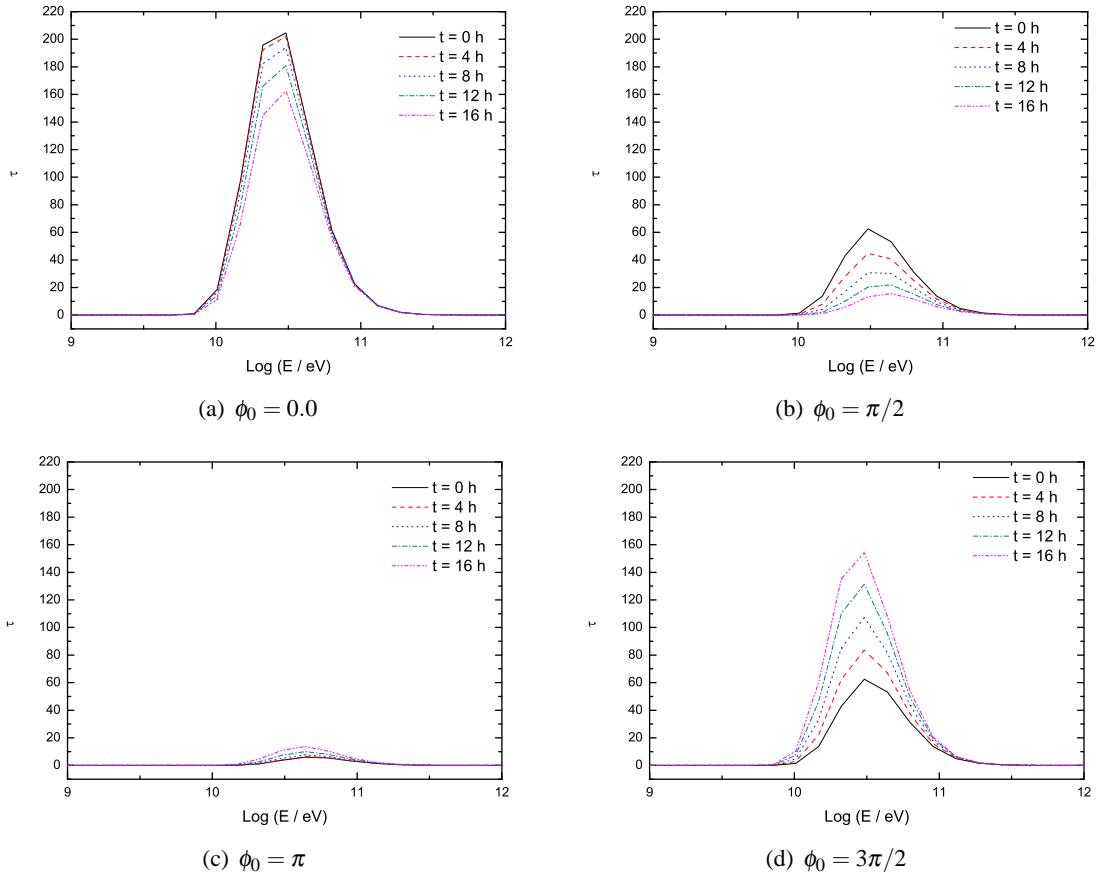 220
200
180
160
140
120
100
80
60
40
20
0
τ
9 10 11 12
Log (E / eV)
t = 0 h
t = 4 h
t = 8 h
t = 12 h
t = 16 h
(a) ϕ₀ = 0.0
220
200
180
160
140
120
100
80
60
40
20
0
τ
9 10 11 12
Log (E / eV)
t = 0 h
t = 4 h
t = 8 h
t = 12 h
t = 16 h
(b) ϕ₀ = π/2
220
200
180
160
140
120
100
80
60
40
20
0
τ
9 10 11 12
Log (E / eV)
t = 0 h
t = 4 h
t = 8 h
t = 12 h
t = 16 h
(c) ϕ₀ = π
220
200
180
160
140
120
100
80
60
40
20
0
τ
9 10 11 12
Log (E / eV)
t = 0 h
t = 4 h
t = 8 h
t = 12 h
t = 16 h
(d) ϕ₀ = 3π/2